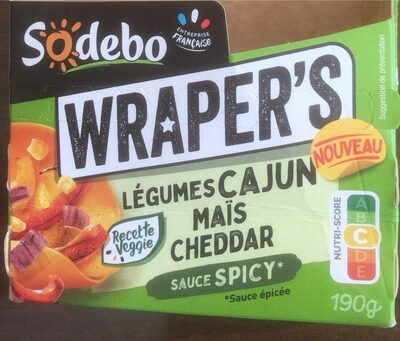 Sodebo
ENTREPRISE
FRANÇAISE
Suggestion de présentation
WRAPER'S
NOUVEAU
LÉGUMES CAJUN
MAÏS
CHEDDAR
Recette
Veggie
SAUCE SPICY*
*Sauce épicée
NUTRI-SCORE
A
B
C
D
E
190g